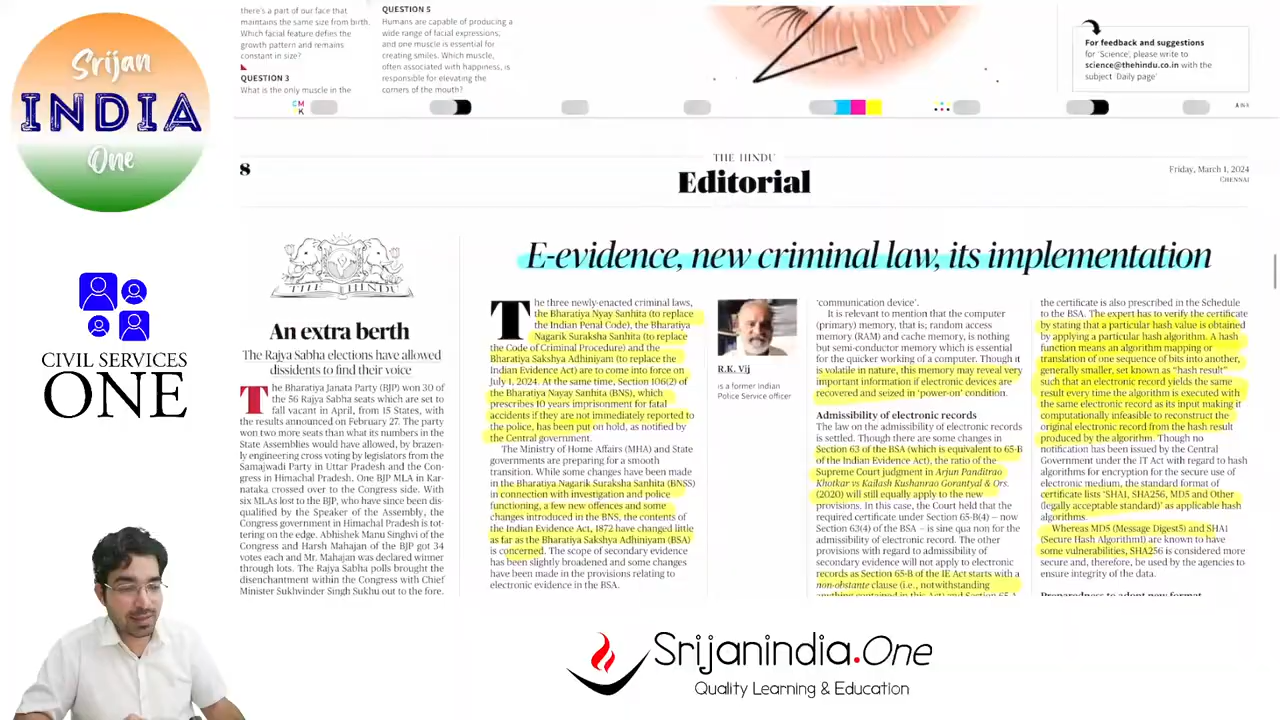 Srijan
INDIA
One
CIVIL SERVICES
ONE
there's a part of our face that
maintains the same size from birth.
Which facial feature defies the
growth pattern and remains
constant in size?
QUESTION 3
What is the only muscle in the
QUESTION 5
Humans are capable of producing a
wide range of facial expressions,
and one muscle is essential for
creating smiles. Which muscle,
often associated with happiness, is
responsible for elevating the
corners of the mouth?
For feedback and suggestions
for 'Science', please write to
science@thehindu.co.in with the
subject 'Daily page'
C M
K
8
THE HINDU
Editorial
Friday, March 1, 2024
CHENNAI
THE HINDU
An extra berth
The Rajya Sabha elections have allowed
dissidents to find their voice
The Bharatiya Janata Party (BJP) won 30 of
the 56 Rajya Sabha seats which are set to
fall vacant in April, from 15 States, with
the results announced on February 27. The party
won two more seats than what its numbers in the
State Assemblies would have allowed, by brazen-
ly engineering cross voting by legislators from the
Samajwadi Party in Uttar Pradesh and the Con-
gress in Himachal Pradesh. One BJP MLA in Kar-
nataka crossed over to the Congress side. With
six MLAs lost to the BJP, who have since been dis-
qualified by the Speaker of the Assembly, the
Congress government in Himachal Pradesh is tot-
tering on the edge. Abhishek Manu Singhvi of the
Congress and Harsh Mahajan of the BJP got 34
votes each and Mr. Mahajan was declared winner
through lots. The Rajya Sabha polls brought the
disenchantment within the Congress with Chief
Minister Sukhvinder Singh Sukhu out to the fore.
E-evidence, new criminal law, its implementation
The three newly-enacted criminal laws,
the Bharatiya Nyay Sanhita (to replace
the Indian Penal Code), the Bharatiya
Nagarik Suraksha Sanhita (to replace
the Code of Criminal Procedure) and the
Bharatiya Sakshya Adhiniyam (to replace the
Indian Evidence Act) are to come into force on
July 1, 2024. At the same time, Section 106(2) of
the Bharatiya Nayay Sanhita (BNS), which
prescribes 10 years imprisonment for fatal
accidents if they are not immediately reported to
the police, has been put on hold, as notified by
the Central government.
The Ministry of Home Affairs (MHA) and State
governments are preparing for a smooth
transition. While some changes have been made
in the Bharatiya Nagarik Suraksha Sanhita (BNSS)
in connection with investigation and police
functioning, a few new offences and some
changes introduced in the BNS, the contents of
the Indian Evidence Act, 1872 have changed little
as far as the Bharatiya Sakshya Adhiniyam (BSA)
is concerned. The scope of secondary evidence
has been slightly broadened and some changes
have been made in the provisions relating to
electronic evidence in the BSA.
R.K. Vij
is a former Indian
Police Service officer
'communication device'.
It is relevant to mention that the computer
(primary) memory, that is; random access
memory (RAM) and cache memory, is nothing
but semi-conductor memory which is essential
for the quicker working of a computer. Though it
is volatile in nature, this memory may reveal very
important information if electronic devices are
recovered and seized in 'power-on' condition.
Admissibility of electronic records
The law on the admissibility of electronic records
is settled. Though there are some changes in
Section 63 of the BSA (which is equivalent to 65-B
of the Indian Evidence Act), the ratio of the
Supreme Court judgment in Arjun Panditrao
Khotkar vs Kailash Kushanrao Gorantyal & Ors.
(2020) will still equally apply to the new
provisions. In this case, the Court held that the
required certificate under Section 65-B(4) — now
Section 63(4) of the BSA — is sine qua non for the
admissibility of electronic record. The other
provisions with regard to admissibility of
secondary evidence will not apply to electronic
records as Section 65-B of the IE Act starts with a
non-obstante clause (i.e., notwithstanding
anything contained in this Act) and Section 65-A
the certificate is also prescribed in the Schedule
to the BSA. The expert has to verify the certificate
by stating that a particular hash value is obtained
by applying a particular hash algorithm. A hash
function means an algorithm mapping or
translation of one sequence of bits into another,
generally smaller, set known as "hash result"
such that an electronic record yields the same
result every time the algorithm is executed with
the same electronic record as its input making it
computationally infeasible to reconstruct the
original electronic record from the hash result
produced by the algorithm. Though no
notification has been issued by the Central
Government under the IT Act with regard to hash
algorithms for encryption for the secure use of
electronic medium, the standard format of
certificate lists 'SHA1, SHA256, MD5 and Other
(legally acceptable standard)' as applicable hash
algorithms.
Whereas MD5 (Message Digest5) and SHA1
(Secure Hash Algorithm1) are known to have
some vulnerabilities, SHA256 is considered more
secure and, therefore, be used by the agencies to
ensure integrity of the data.
Preparedness to adopt new format
Srijanindia.One
Quality Learning & Education